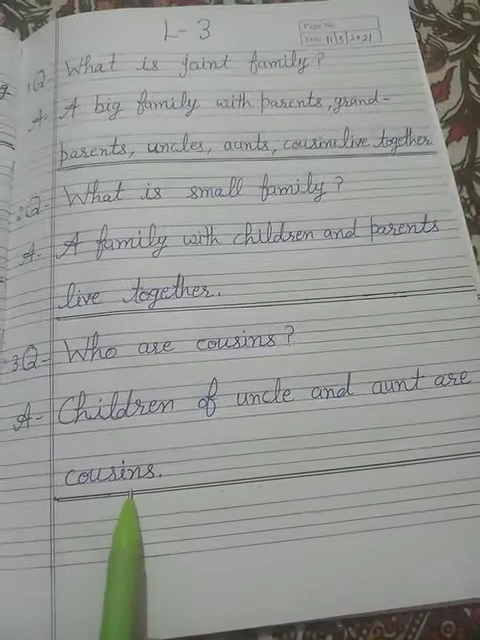 L-3
Page No.
Date: 11/5/2021
1Q- What is joint family?
A- A big family with parents, grand-
parents, uncles, aunts, cousins live together
2Q- What is small family?
A- A family with children and parents
live together.
3Q- Who are cousins?
A- Children of uncle and aunt are
cousins.